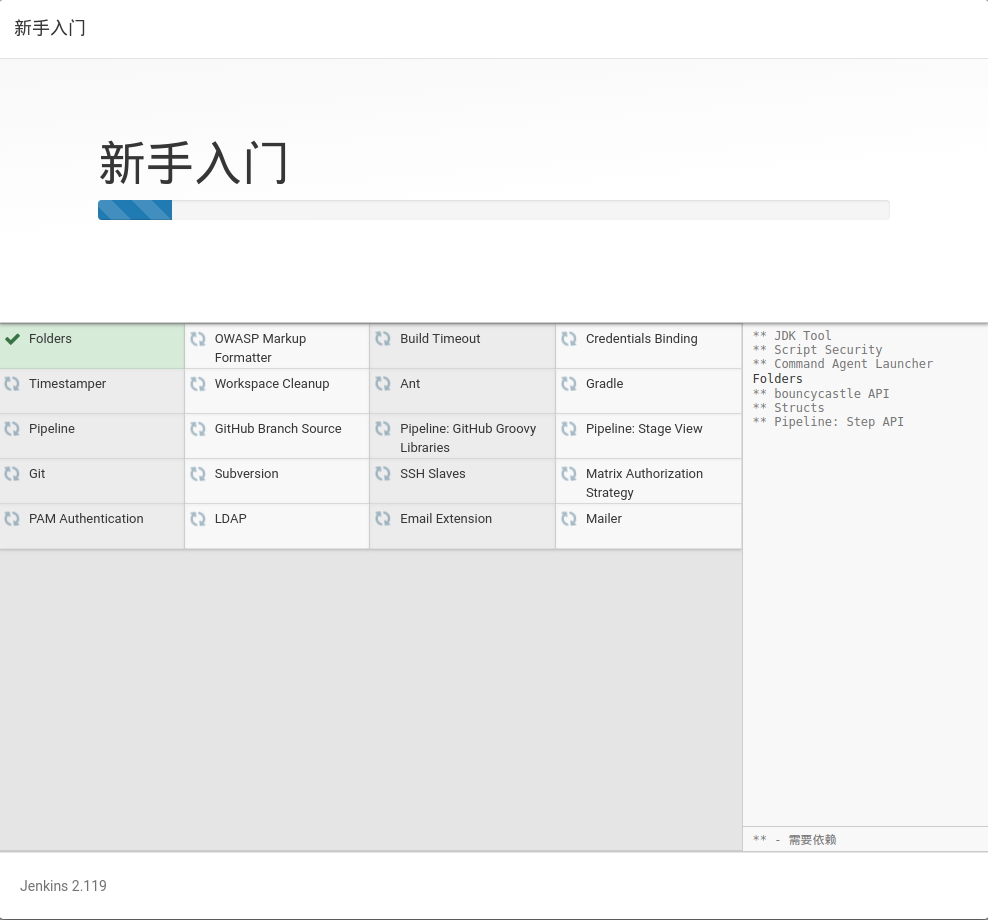 新手入门
新手入门
Folders
OWASP Markup
Formatter
Build Timeout
Credentials Binding
Timestamper
Workspace Cleanup
Ant
Gradle
Pipeline
GitHub Branch Source
Pipeline: GitHub Groovy
Libraries
Pipeline: Stage View
Git
Subversion
SSH Slaves
Matrix Authorization
Strategy
PAM Authentication
LDAP
Email Extension
Mailer
** JDK Tool
** Script Security
** Command Agent Launcher
Folders
** bouncycastle API
** Structs
** Pipeline: Step API
** - 需要依赖
Jenkins 2.119